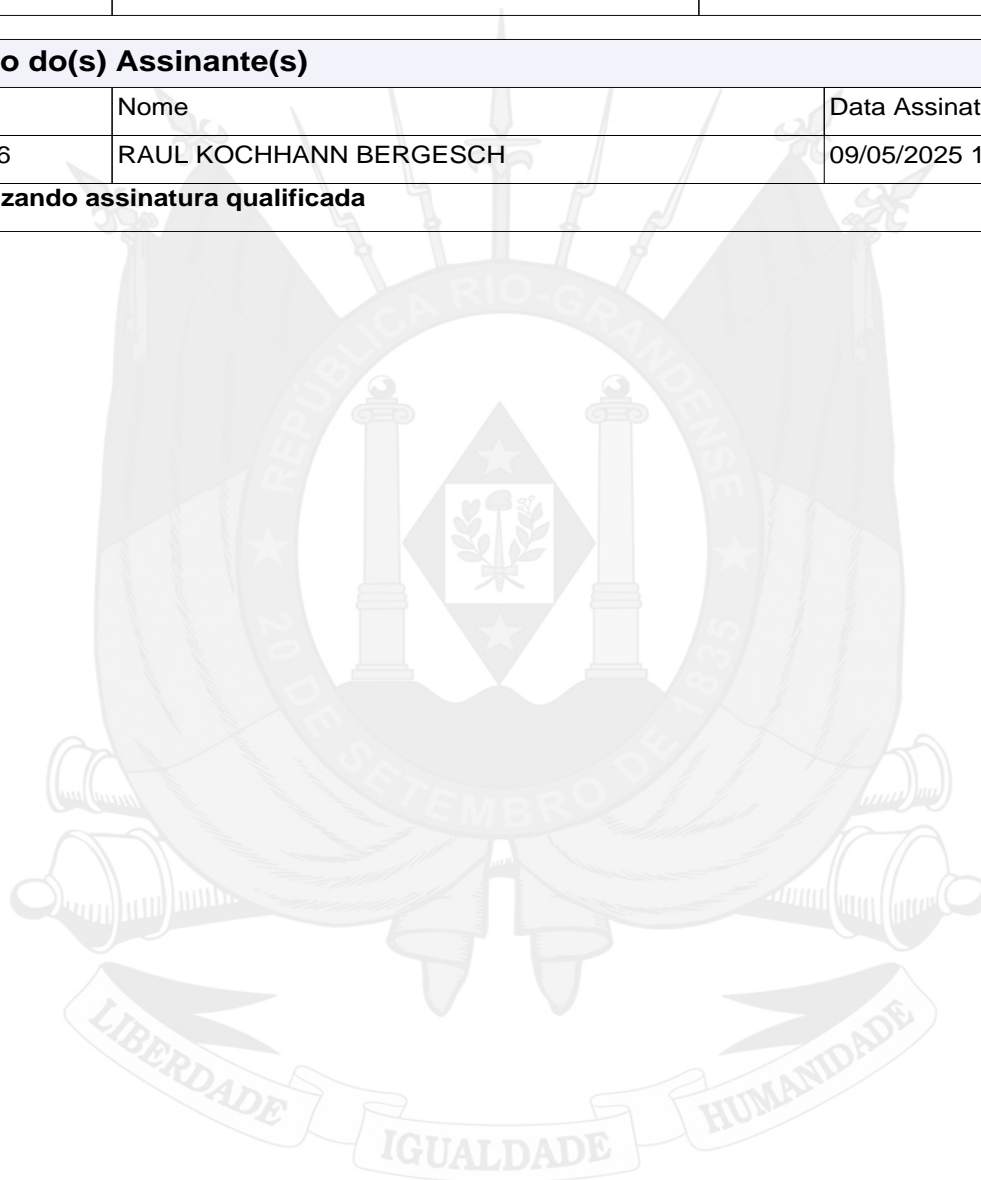 o do(s) Assinante(s)
Nome Data Assinat
6 RAUL KOCHHANN BERGESCH 09/05/2025 1
zando assinatura qualificada
REPÚBLICA RIO-GRANDENSE
20 DE SETEMBRO DE 1835
LIBERDADE IGUALDADE HUMANIDADE